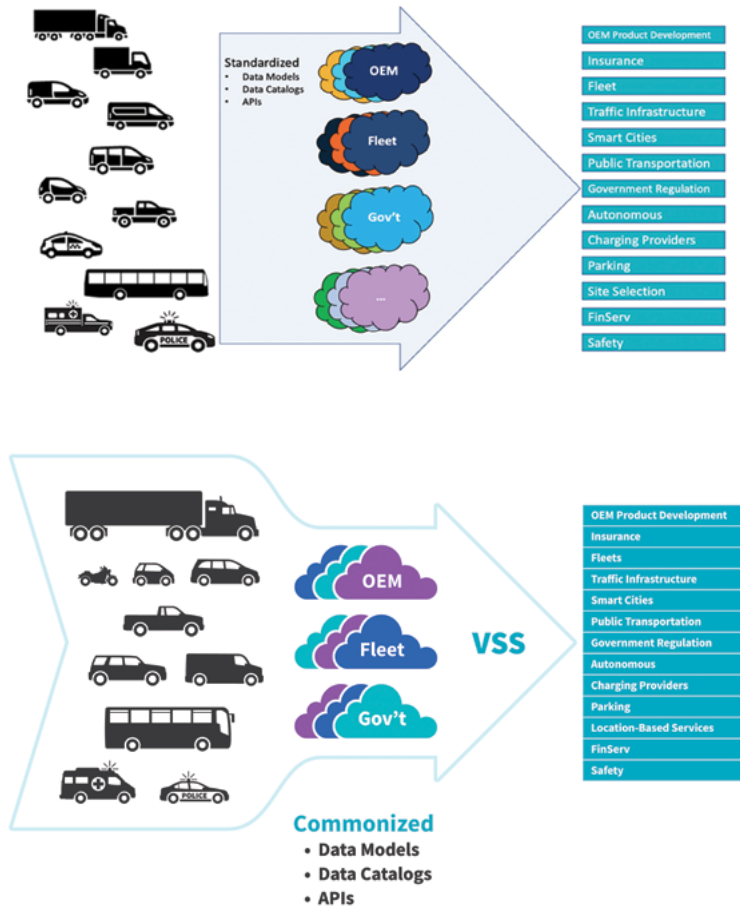 Standardized
• Data Models
• Data Catalogs
• APIs
OEM
Fleet
Gov't
...
POLICE
OEM Product Development
Insurance
Fleet
Traffic Infrastructure
Smart Cities
Public Transportation
Government Regulation
Autonomous
Charging Providers
Parking
Site Selection
FinServ
Safety
OEM
Fleet
Gov't
VSS
POLICE
Commonized
• Data Models
• Data Catalogs
• APIs
OEM Product Development
Insurance
Fleets
Traffic Infrastructure
Smart Cities
Public Transportation
Government Regulation
Autonomous
Charging Providers
Parking
Location-Based Services
FinServ
Safety